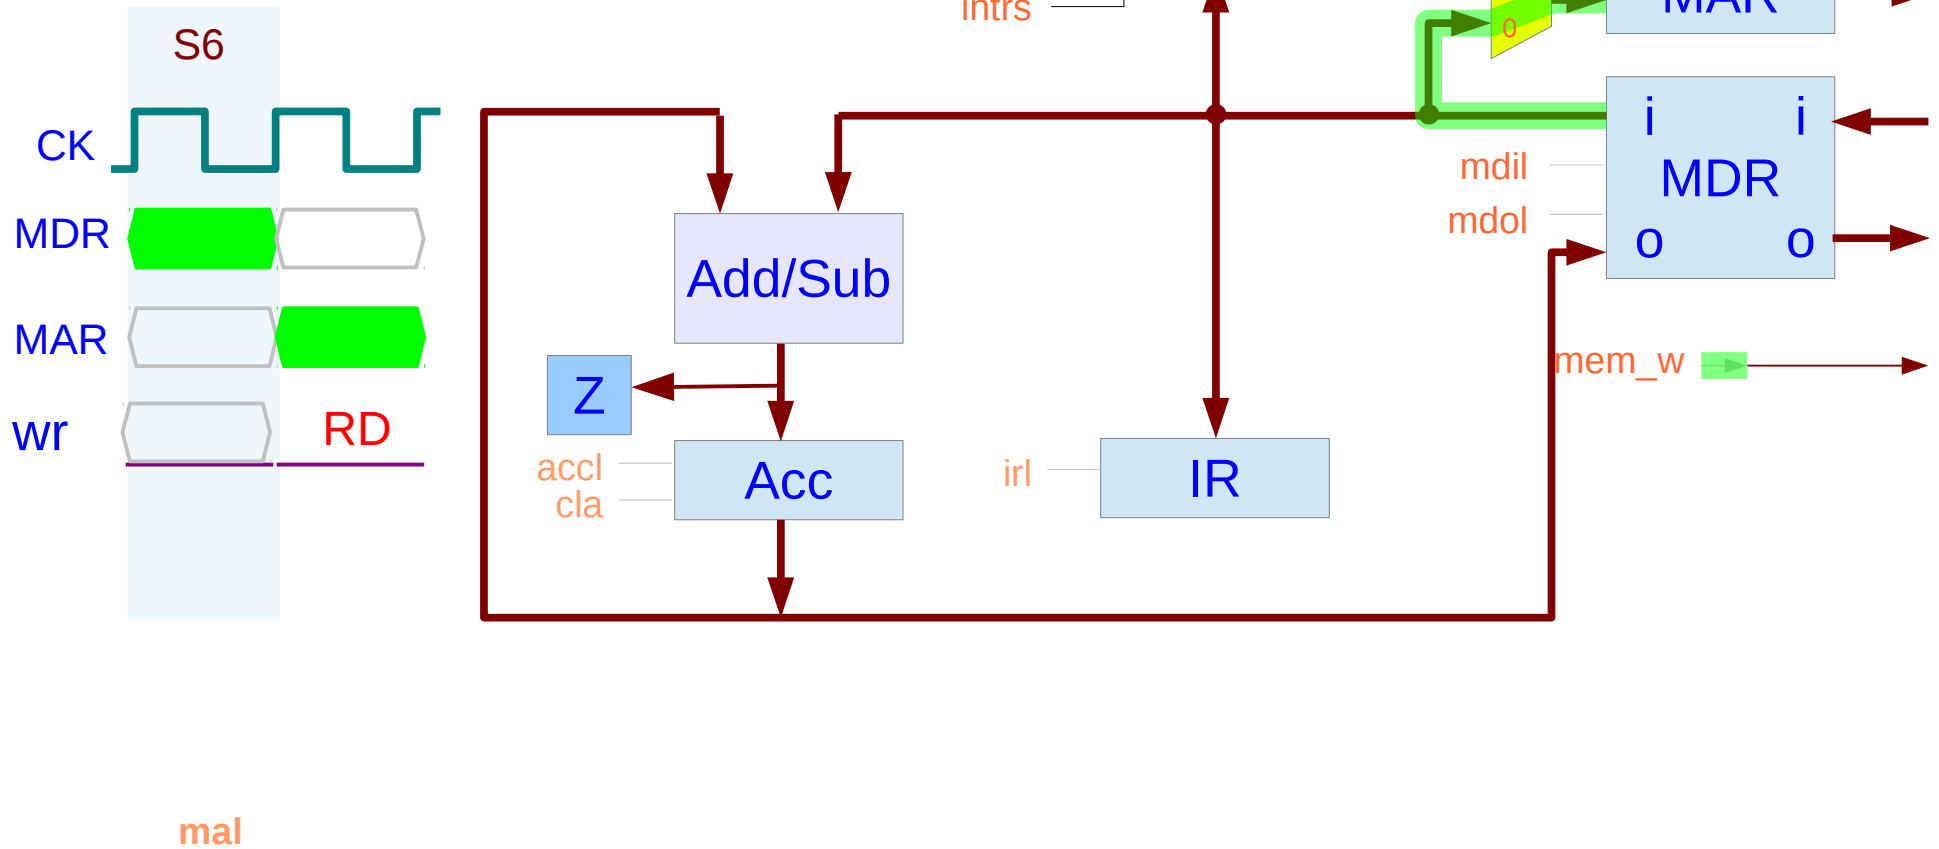 intrs
MAR
0
S6
CK
i i
MDR
mdil
mdol
o o
MDR
Add/Sub
MAR
mem_w
Z
wr
RD
accl
cla
Acc
irl
IR
mal